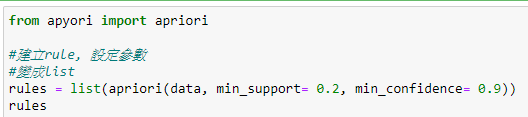 from apyori import apriori
#建立rule, 設定參數
#變成list
rules = list(apriori(data, min_support= 0.2, min_confidence= 0.9))
rules